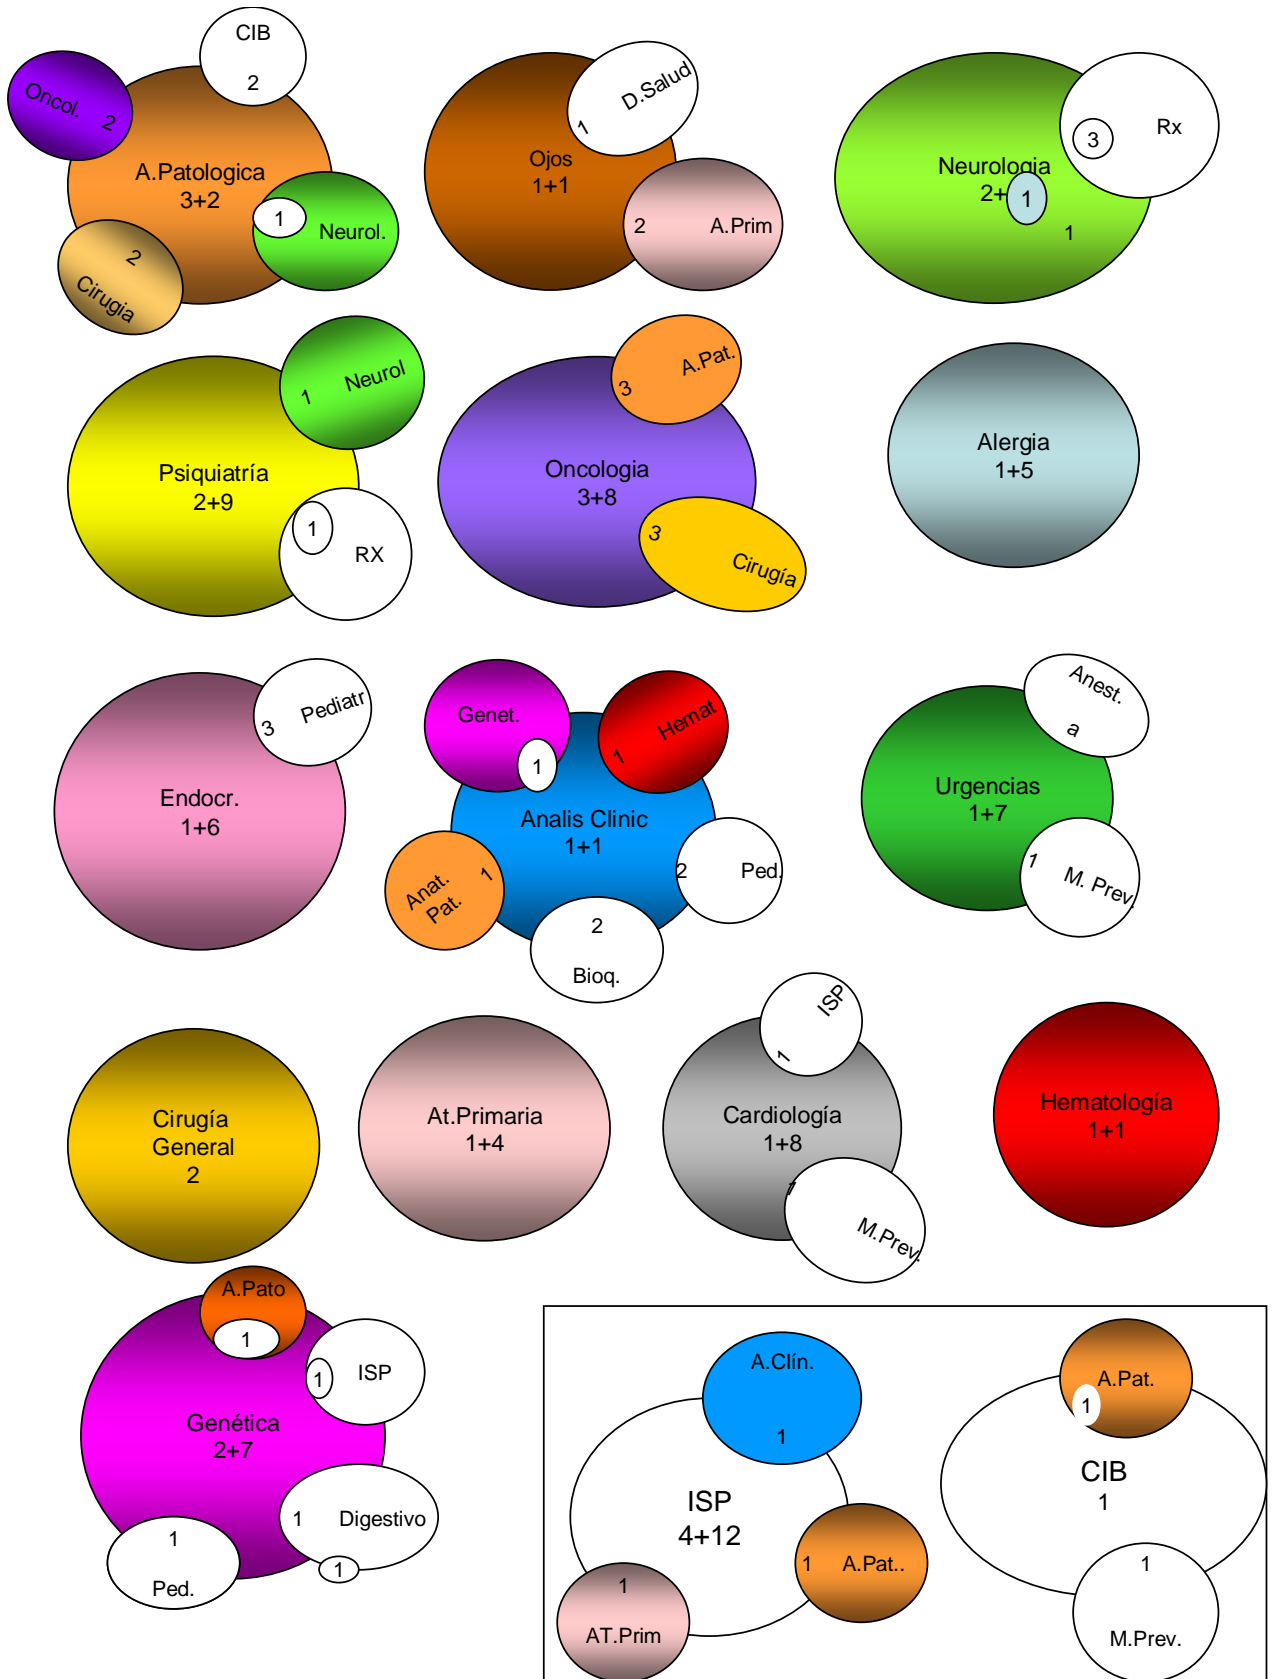 CIB
2
Oncol. 2
A.Patologica
3+2
1
Neurol.
2
Cirugia
D.Salud
1
Ojos
1+1
2 A.Prim
Rx
3
Neurologia
2+
1
1
Neurol
1
Psiquiatría
2+9
1
RX
A.Pat.
3
Oncologia
3+8
3
Cirugía
Alergia
1+5
Pediatr
3
Endocr.
1+6
Genet.
1
Hemat
1
Analis Clinic
1+1
2 Ped.
Anat.
Pat.
1
2
Bioq.
Anest.
a
Urgencias
1+7
1
M. Prev.
Cirugía
General
2
At.Primaria
1+4
ISP
1
Cardiología
1+8
1
M.Prev.
Hematología
1+1
A.Pato
1
ISP
1
Genética
2+7
1 Digestivo
1
1
Ped.
A.Clín.
1
ISP
4+12
1 A.Pat..
1
AT.Prim
A.Pat.
1
CIB
1
1
M.Prev.